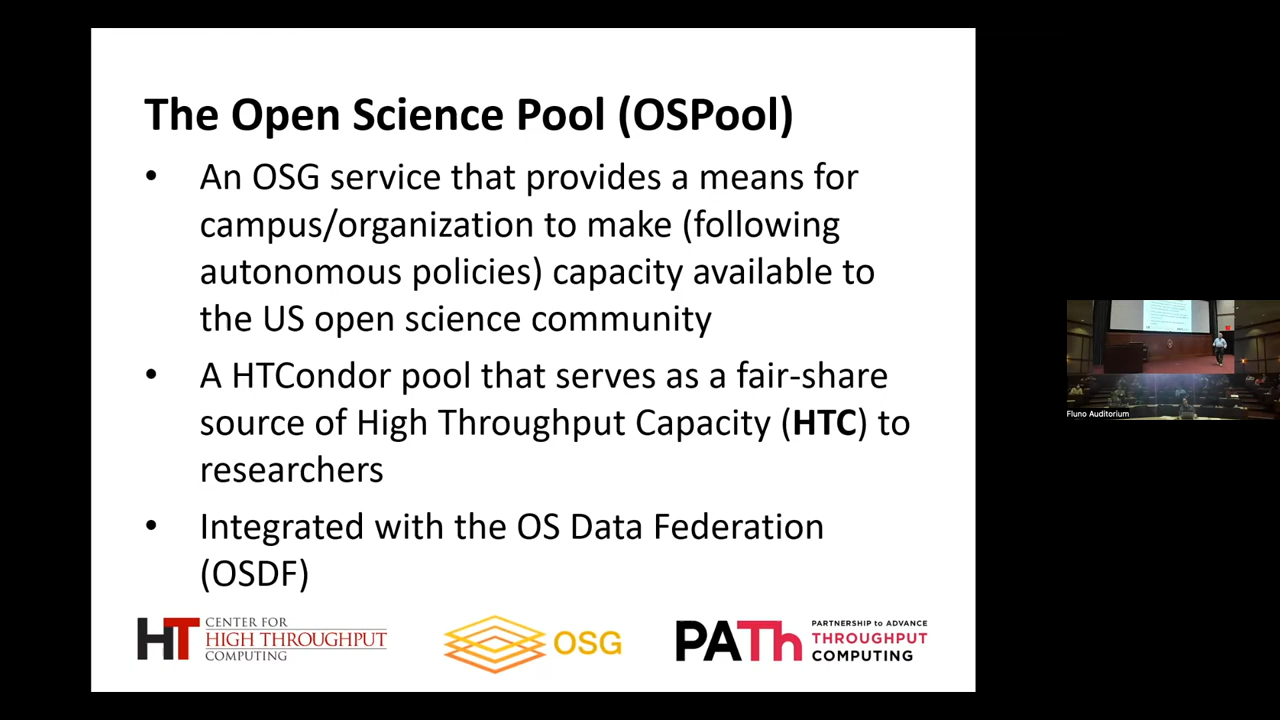 The Open Science Pool (OSPool)
• An OSG service that provides a means for
campus/organization to make (following
autonomous policies) capacity available to
the US open science community
• A HTCondor pool that serves as a fair-share
source of High Throughput Capacity (HTC) to
researchers
• Integrated with the OS Data Federation
(OSDF)
HT CENTER FOR
HIGH THROUGHPUT
COMPUTING
OSG
PATh PARTNERSHIP to ADVANCE
THROUGHPUT
COMPUTING
Fluno Auditorium